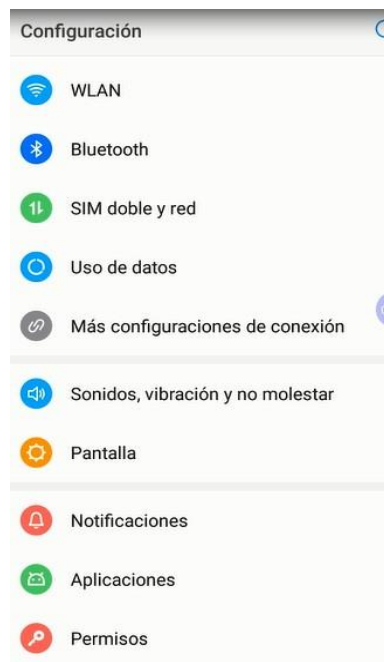 Configuración
WLAN
Bluetooth
SIM doble y red
Uso de datos
Más configuraciones de conexión
Sonidos, vibración y no molestar
Pantalla
Notificaciones
Aplicaciones
Permisos